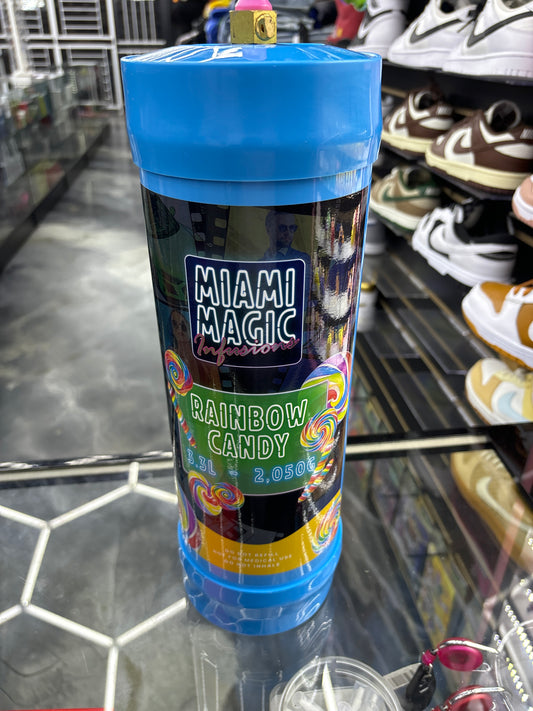 MIAMI
MAGIC
Infusions
RAINBOW
CANDY
3.3L 2,050G
DO NOT REFILL
NOT FOR MEDICAL USE
DO NOT INHALE